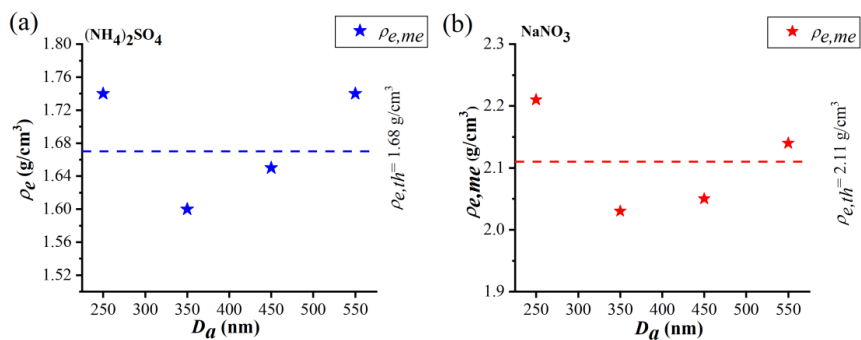 (a)
(NH4)2SO4
ρe,me
1.80
1.76
1.72
1.68
1.64
1.60
1.56
1.52
ρe (g/cm³)
250 300 350 400 450 500 550
Da (nm)
ρe,th= 1.68 g/cm³
(b)
NaNO3
ρe,me
2.3
2.2
2.1
2.0
1.9
ρe,me (g/cm³)
250 300 350 400 450 500 550
Da (nm)
ρe,th= 2.11 g/cm³